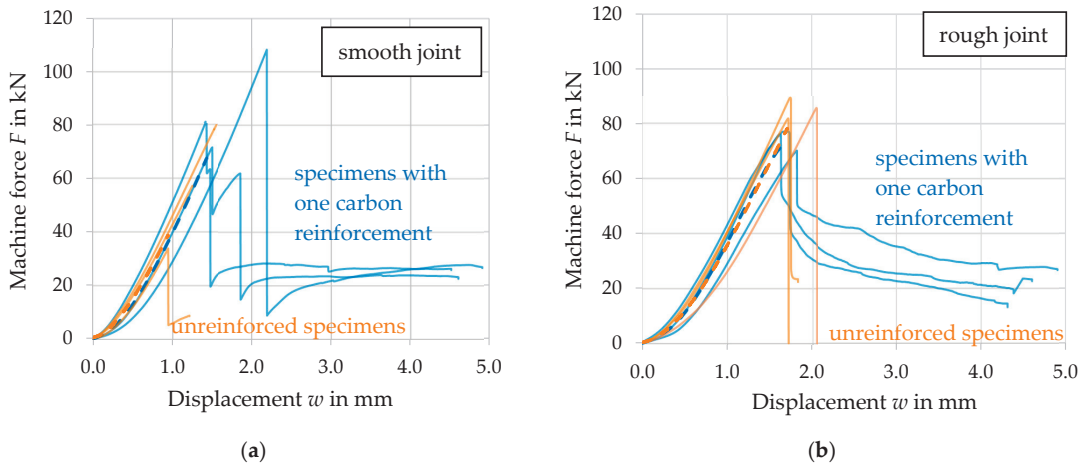 smooth joint
Machine force F in kN
120
100
80
60
40
20
0
specimens with
one carbon
reinforcement
unreinforced specimens
0.0 1.0 2.0 3.0 4.0 5.0
Displacement w in mm
(a)
rough joint
Machine force F in kN
120
100
80
60
40
20
0
specimens with
one carbon
reinforcement
unreinforced specimens
0.0 1.0 2.0 3.0 4.0 5.0
Displacement w in mm
(b)